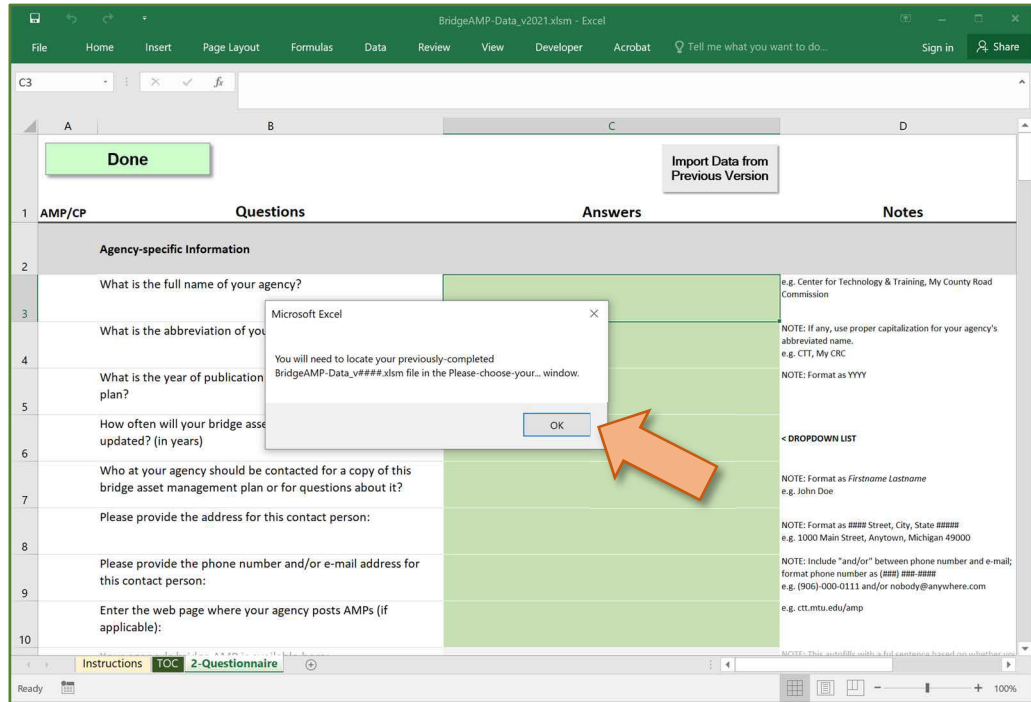 BridgeAMP-Data_v2021.xlsm - Excel
File Home Insert Page Layout Formulas Data Review View Developer Acrobat Tell me what you want to do... Sign in Share
C3 fx
A B C D
Done
Import Data from
Previous Version
1 AMP/CP Questions Answers Notes
2 Agency-specific Information
3 What is the full name of your agency?
e.g. Center for Technology & Training, My County Road
Commission
4 What is the abbreviation of you
NOTE: If any, use proper capitalization for your agency's
abbreviated name.
e.g. CTT, My CRC
5 What is the year of publication
plan?
NOTE: Format as YYYY
6 How often will your bridge asse
updated? (in years)
< DROPDOWN LIST
Microsoft Excel
You will need to locate your previously-completed
BridgeAMP-Data_v####.xlsm file in the Please-choose-your... window.
OK
7 Who at your agency should be contacted for a copy of this
bridge asset management plan or for questions about it?
NOTE: Format as Firstname Lastname
e.g. John Doe
8 Please provide the address for this contact person:
NOTE: Format as #### Street, City, State #####
e.g. 1000 Main Street, Anytown, Michigan 49000
9 Please provide the phone number and/or e-mail address for
this contact person:
NOTE: Include "and/or" between phone number and e-mail;
format phone number as (###) ###-####
e.g. (906)-000-0111 and/or nobody@anywhere.com
10 Enter the web page where your agency posts AMPs (if
applicable):
e.g. ctt.mtu.edu/amp
Instructions TOC 2-Questionnaire
Ready
100%